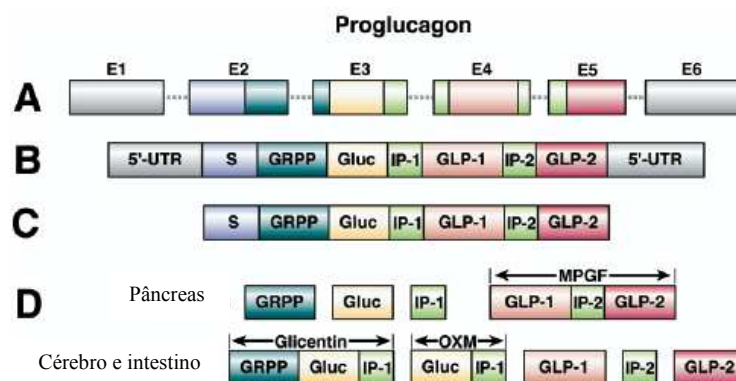 Proglucagon
E1 E2 E3 E4 E5 E6
A
B 5'-UTR S GRPP Gluc IP-1 GLP-1 IP-2 GLP-2 5'-UTR
C S GRPP Gluc IP-1 GLP-1 IP-2 GLP-2
MPGF
D Pâncreas GRPP Gluc IP-1 GLP-1 IP-2 GLP-2
Glicentin OXM
Cérebro e intestino GRPP Gluc IP-1 Gluc IP-1 GLP-1 IP-2 GLP-2